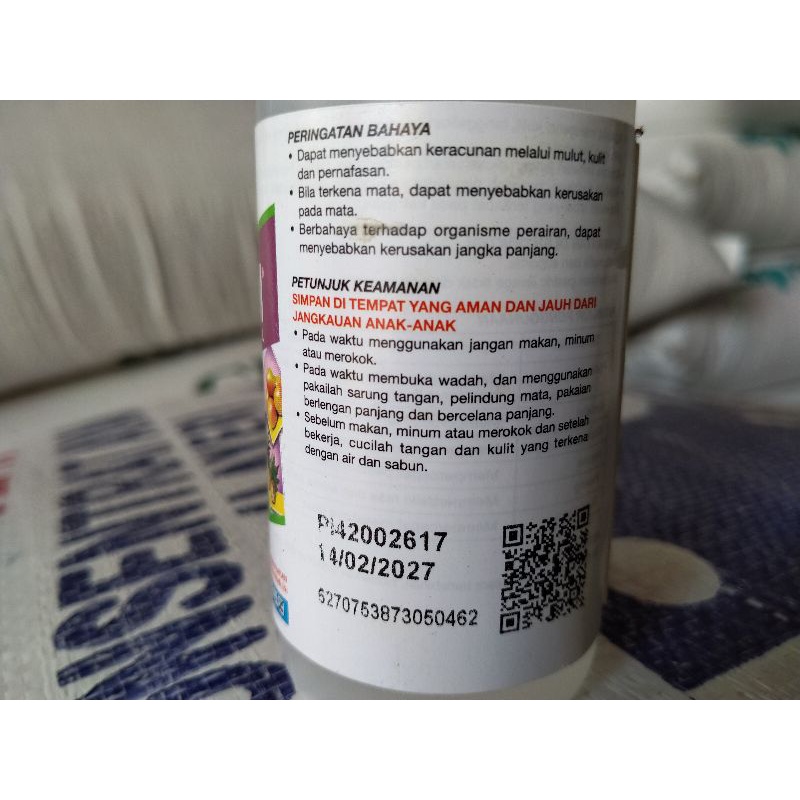 PERINGATAN BAHAYA
• Dapat menyebabkan keracunan melalui mulut, kulit
dan pernafasan.
• Bila terkena mata, dapat menyebabkan kerusakan
pada mata.
• Berbahaya terhadap organisme perairan, dapat
menyebabkan kerusakan jangka panjang.
PETUNJUK KEAMANAN
SIMPAN DI TEMPAT YANG AMAN DAN JAUH DARI
JANGKAUAN ANAK-ANAK
• Pada waktu menggunakan jangan makan, minum
atau merokok.
• Pada waktu membuka wadah, dan menggunakan
pakailah sarung tangan, pelindung mata, pakaian
berlengan panjang dan bercelana panjang.
• Sebelum makan, minum atau merokok dan setelah
bekerja, cucilah tangan dan kulit yang terkena
dengan air dan sabun.
14/02/2027
6270753873050462